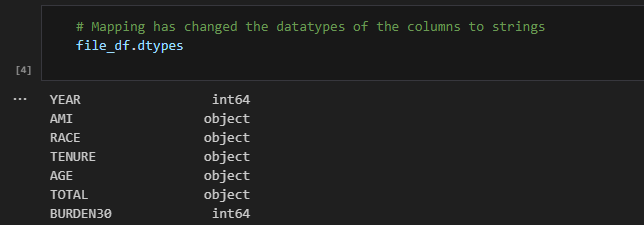 # Mapping has changed the datatypes of the columns to strings
file_df.dtypes
[4]
... YEAR int64
AMI object
RACE object
TENURE object
AGE object
TOTAL object
BURDEN30 int64